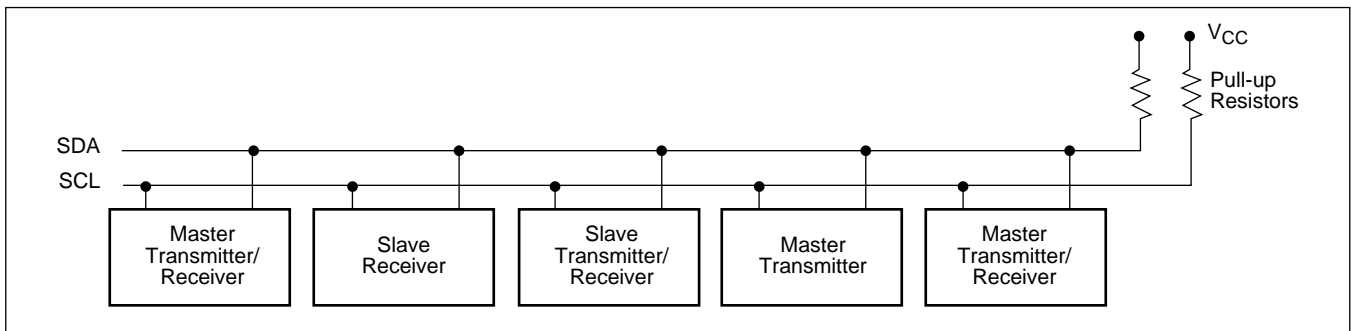 VCC
Pull-up
Resistors
SDA
SCL
Master
Transmitter/
Receiver
Slave
Receiver
Slave
Transmitter/
Receiver
Master
Transmitter
Master
Transmitter/
Receiver